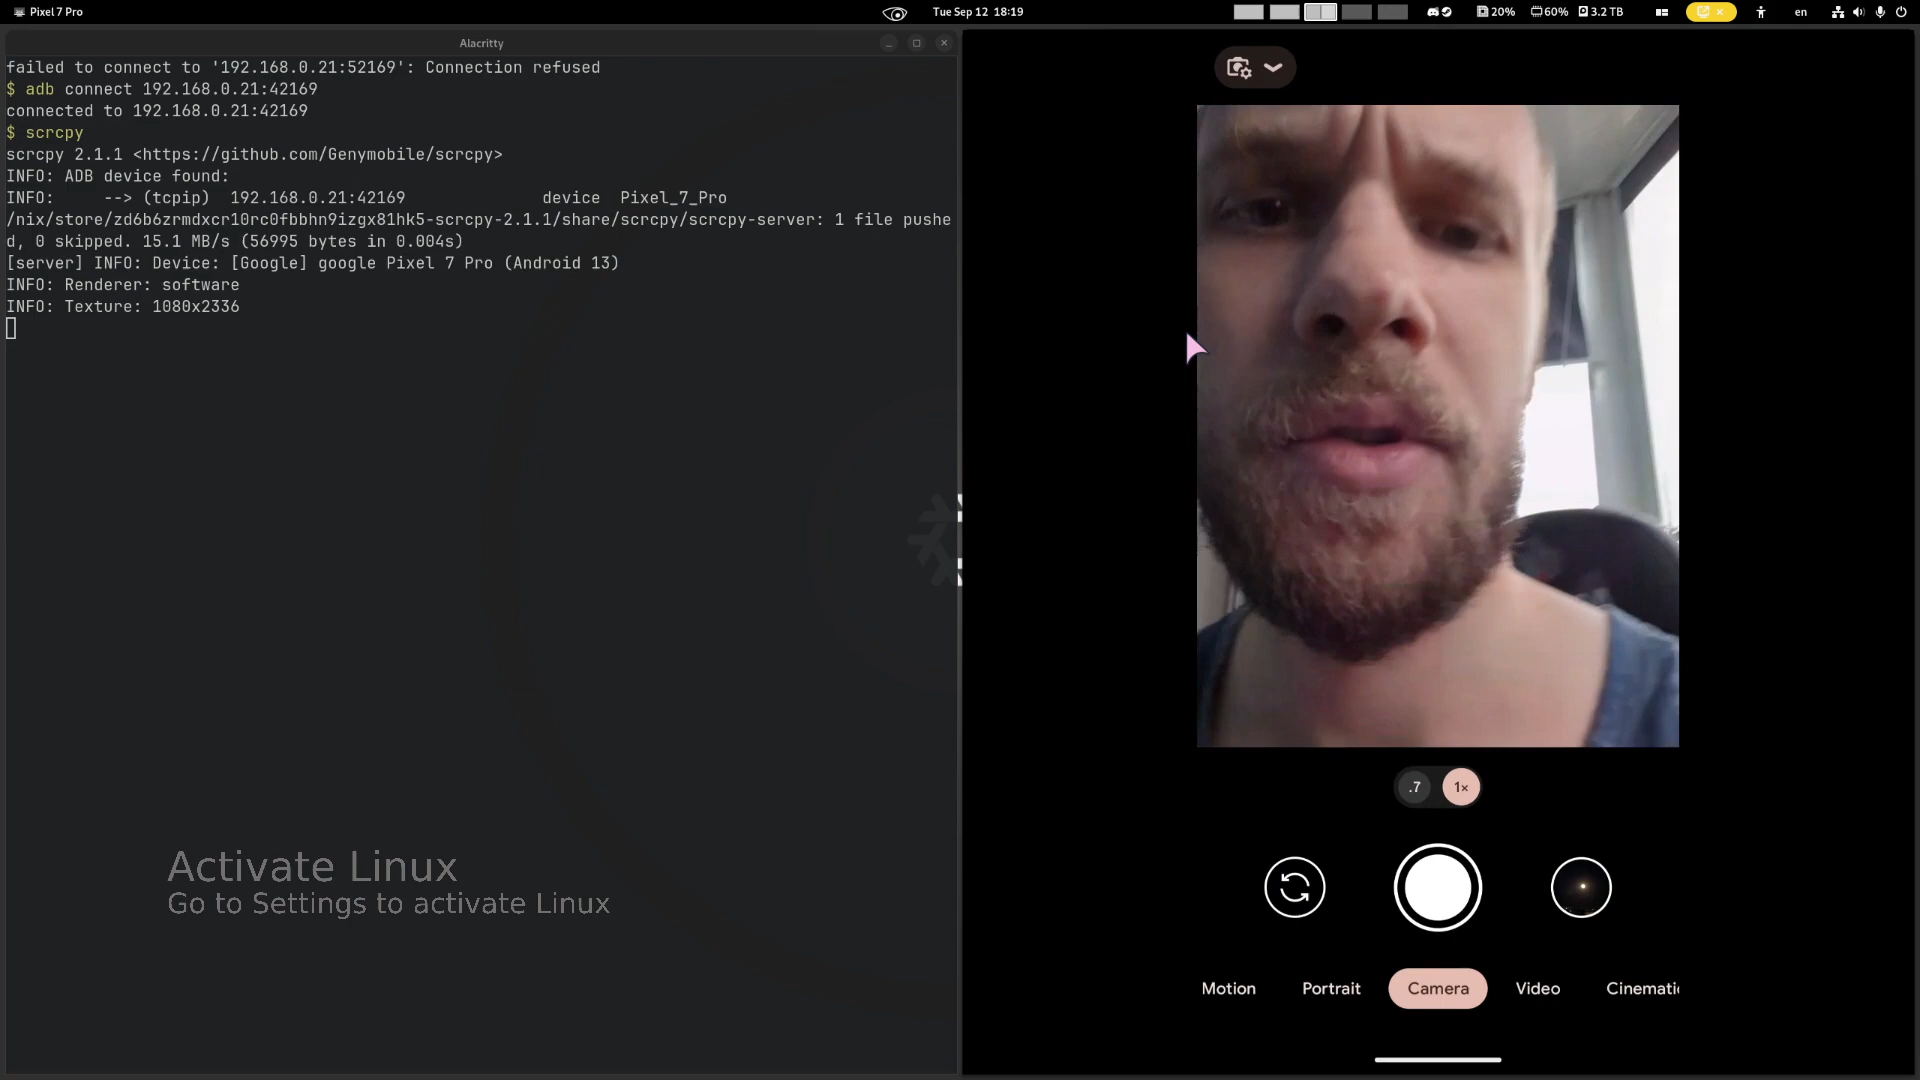 Pixel 7 Pro
Tue Sep 12 18:19
20%
60%
3.2 TB
en
Alacritty
failed to connect to '192.168.0.21:52169': Connection refused
$ adb connect 192.168.0.21:42169
connected to 192.168.0.21:42169
$ scrcpy
scrcpy 2.1.1 <https://github.com/Genymobile/scrcpy>
INFO: ADB device found:
INFO:     --> (tcpip)  192.168.0.21:42169              device  Pixel_7_Pro
/nix/store/zd6b6zrmdxcr10rc0fbbhn9izgx81hk5-scrcpy-2.1.1/share/scrcpy/scrcpy-server: 1 file pushe
d, 0 skipped. 15.1 MB/s (56995 bytes in 0.004s)
[server] INFO: Device: [Google] google Pixel 7 Pro (Android 13)
INFO: Renderer: software
INFO: Texture: 1080x2336
Activate Linux
Go to Settings to activate Linux
.7 1×
Motion Portrait Camera Video Cinemati